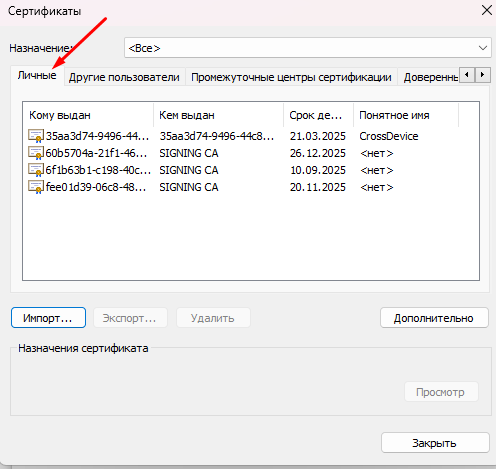 Сертификаты
Назначение: <Все>
Личные Другие пользователи Промежуточные центры сертификации Доверенны
Кому выдан Кем выдан Срок де... Понятное имя
35aa3d74-9496-44... 35aa3d74-9496-44c8... 21.03.2025 CrossDevice
60b5704a-21f1-46... SIGNING CA 26.12.2025 <нет>
6f1b63b1-c198-40c... SIGNING CA 10.09.2025 <нет>
fee01d39-06c8-48... SIGNING CA 20.11.2025 <нет>
Импорт... Экспорт... Удалить Дополнительно
Назначения сертификата
Просмотр
Закрыть